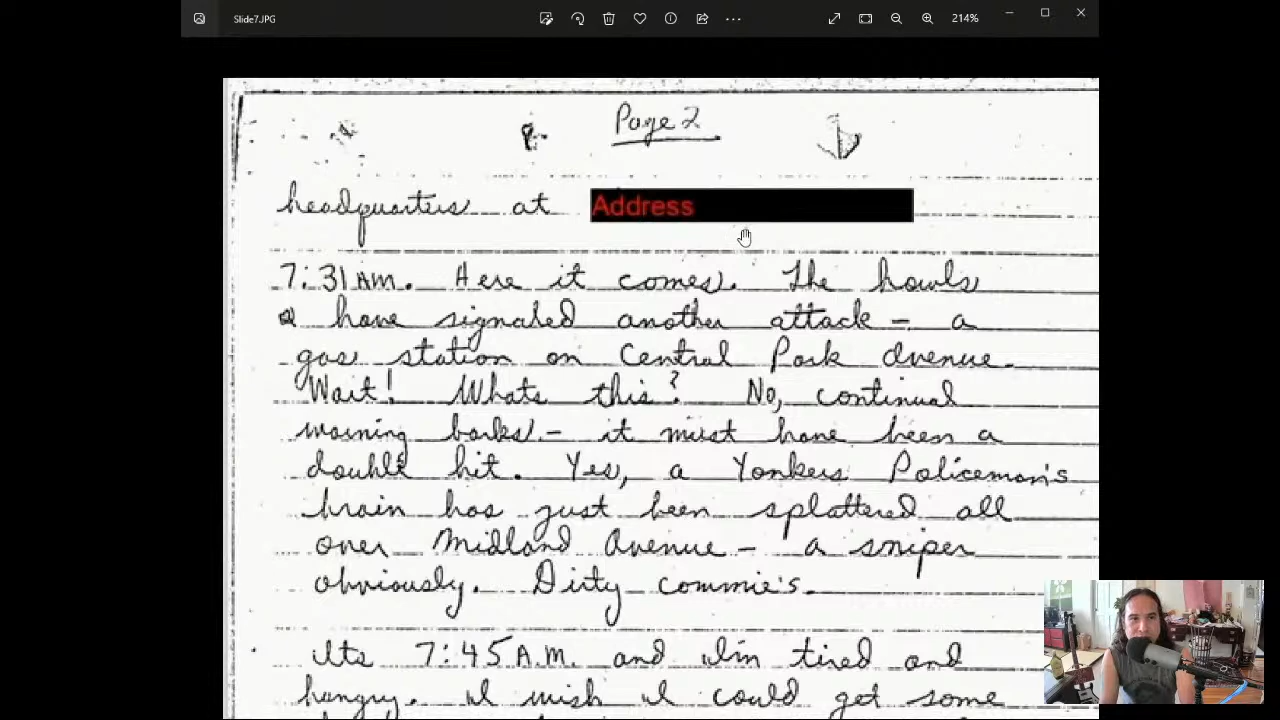 Slide7.JPG
214%
Page 2
headquarters at Address
7:31AM. Here it comes. The howls
have signaled another attack – a
gas station on Central Park Avenue.
Wait! Whats this? No, continual
warning barks – it must have been a
double hit. Yes, a Yonkers Policeman's
brain has just been splattered all
over Midland Avenue – a sniper
obviously. Dirty commie's.
Its 7:45A.M. and I'm tired and
hungry. I wish I could get some